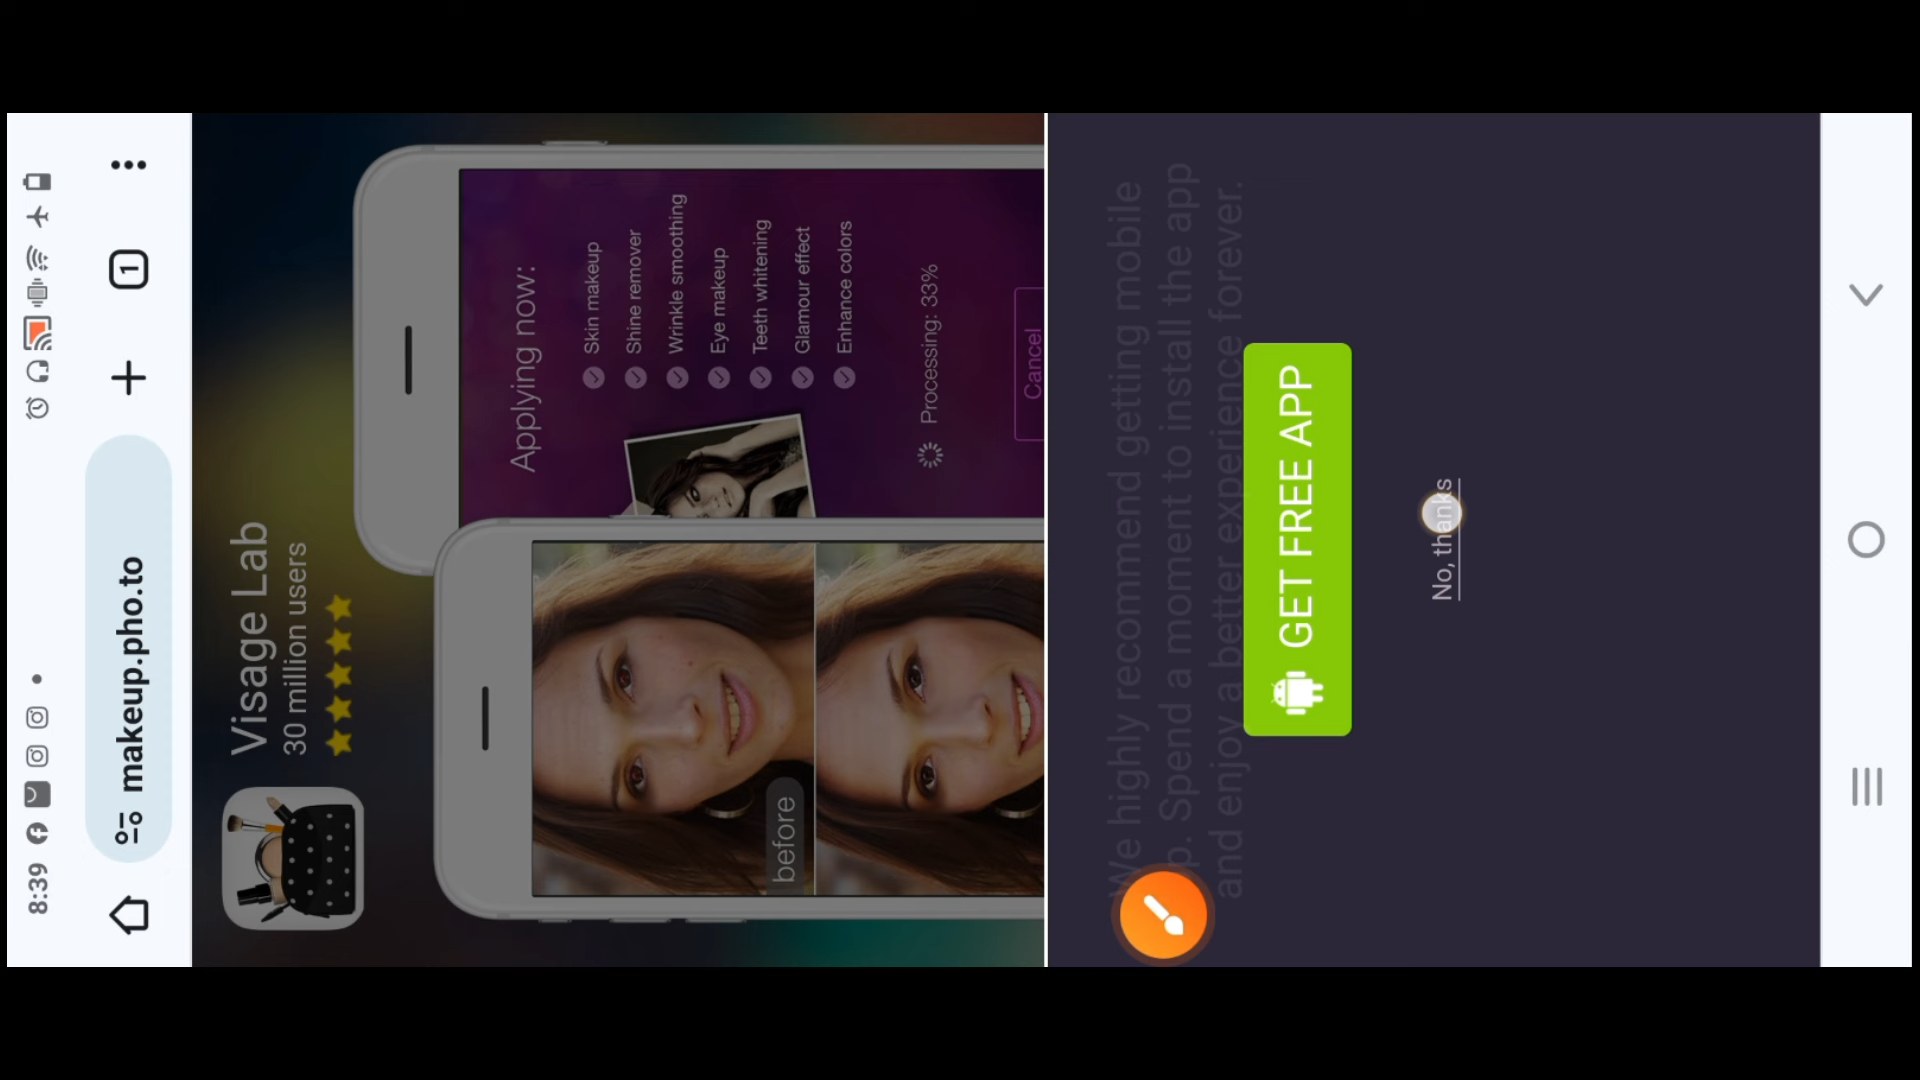 8:39
makeup.pho.to
1
Visage Lab
30 million users
Applying now:
Skin makeup
Shine remover
Wrinkle smoothing
Eye makeup
Teeth whitening
Glamour effect
Enhance colors
Processing: 33%
Cancel
before
We highly recommend getting mobile
p. Spend a moment to install the app
and enjoy a better experience forever.
GET FREE APP
No, thanks